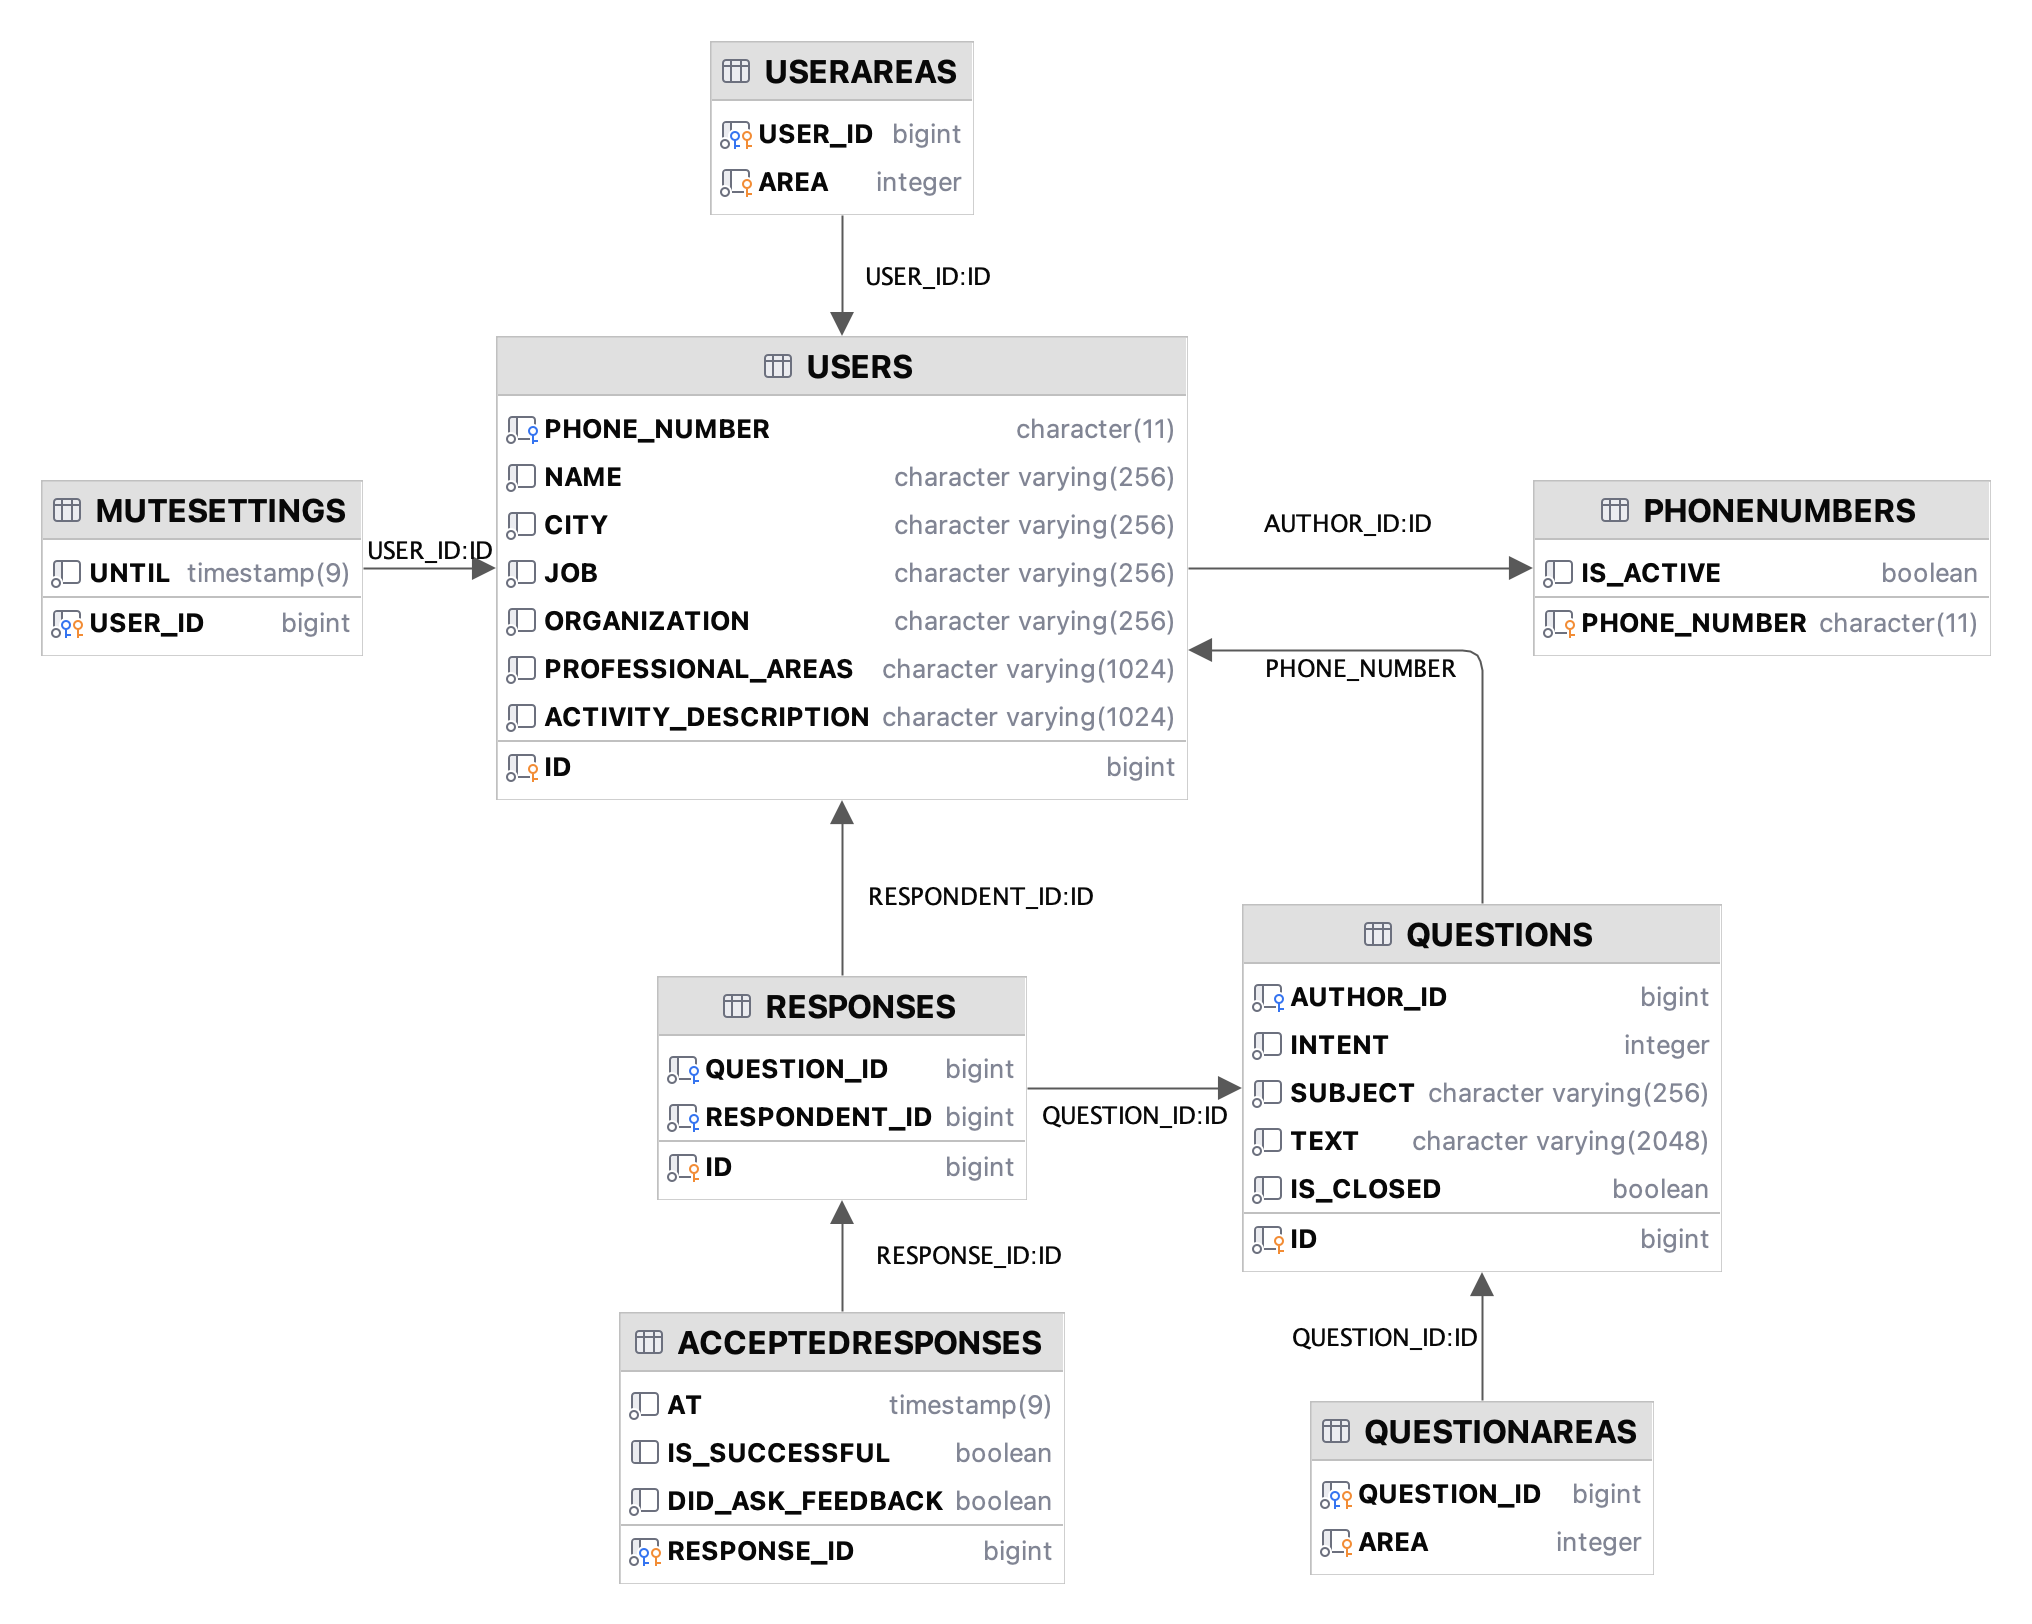 USERAREAS
USER_ID bigint
AREA integer
USER_ID:ID
USERS
PHONE_NUMBER character(11)
NAME character varying(256)
CITY character varying(256)
JOB character varying(256)
ORGANIZATION character varying(256)
PROFESSIONAL_AREAS character varying(1024)
ACTIVITY_DESCRIPTION character varying(1024)
ID bigint
MUTESETTINGS
UNTIL timestamp(9)
USER_ID bigint
USER_ID:ID
AUTHOR_ID:ID
PHONENUMBERS
IS_ACTIVE boolean
PHONE_NUMBER character(11)
PHONE_NUMBER
RESPONDENT_ID:ID
RESPONSES
QUESTION_ID bigint
RESPONDENT_ID bigint
ID bigint
QUESTION_ID:ID
QUESTIONS
AUTHOR_ID bigint
INTENT integer
SUBJECT character varying(256)
TEXT character varying(2048)
IS_CLOSED boolean
ID bigint
RESPONSE_ID:ID
ACCEPTEDRESPONSES
AT timestamp(9)
IS_SUCCESSFUL boolean
DID_ASK_FEEDBACK boolean
RESPONSE_ID bigint
QUESTION_ID:ID
QUESTIONAREAS
QUESTION_ID bigint
AREA integer